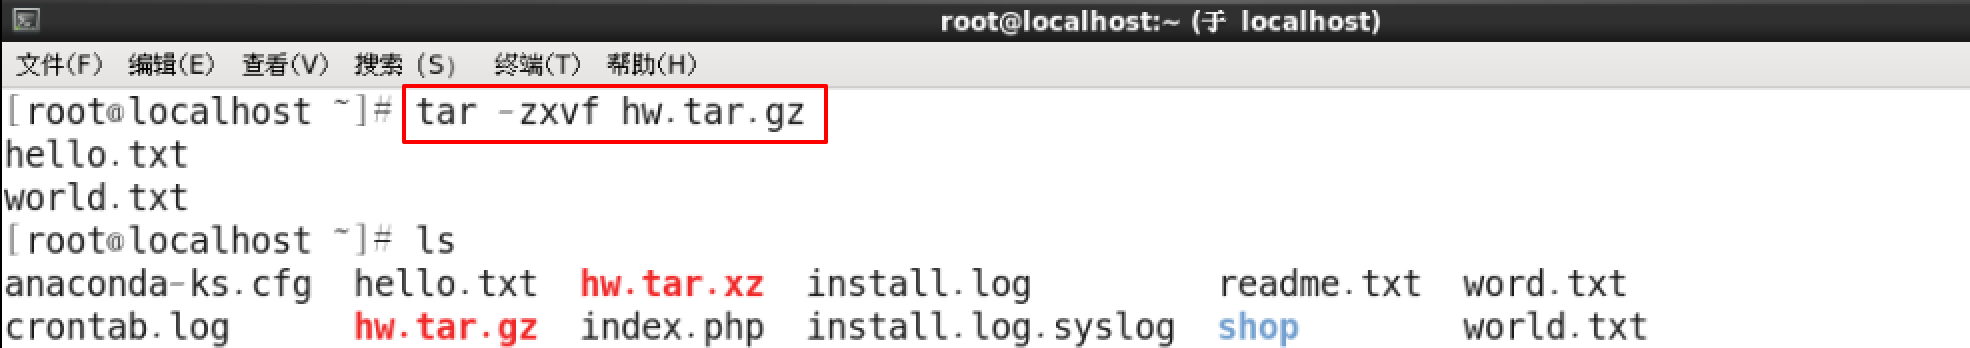 root@localhost:~ (于 localhost)
文件(F) 编辑(E) 查看(V) 搜索 (S) 终端(T) 帮助(H)
[root@localhost ~]# tar -zxvf hw.tar.gz
hello.txt
world.txt
[root@localhost ~]# ls
anaconda-ks.cfg hello.txt hw.tar.xz install.log readme.txt word.txt
crontab.log hw.tar.gz index.php install.log.syslog shop world.txt